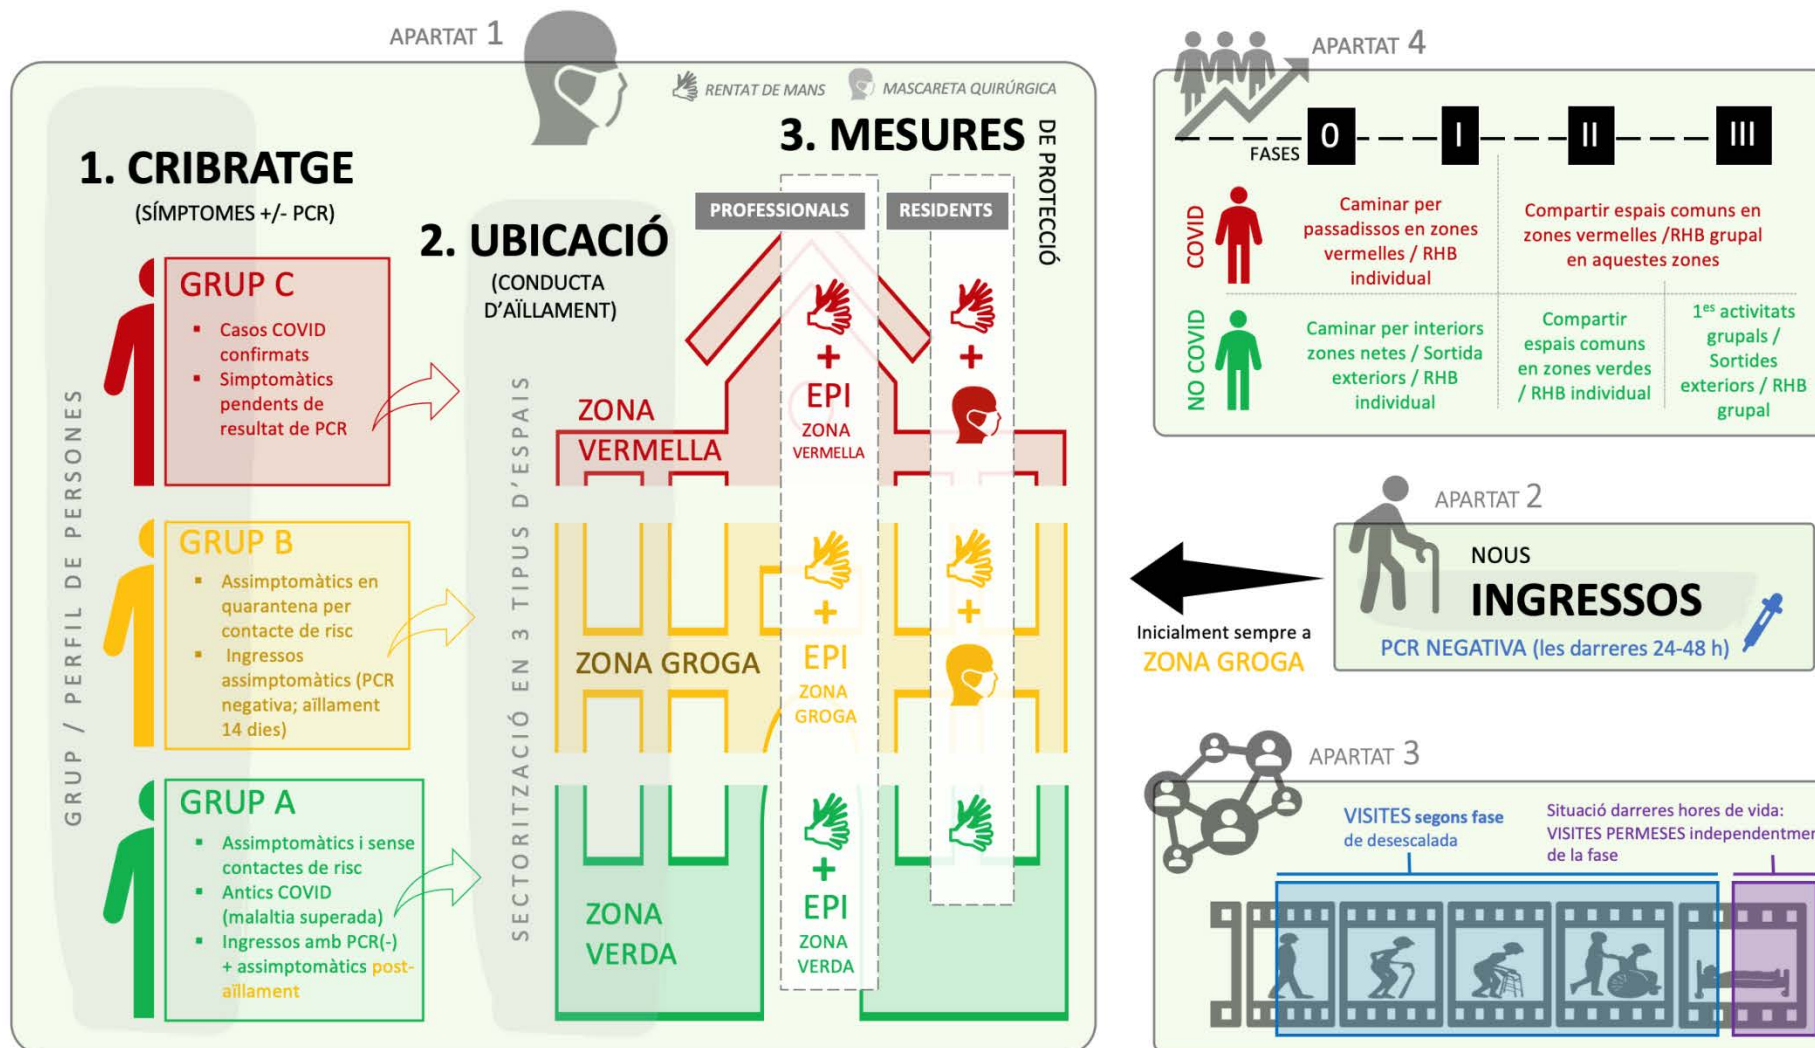 APARTAT 1
RENTAT DE MANS
MASCARETA QUIRÚRGICA
1. CRIBRATGE
(SÍMPTOMES +/- PCR)
GRUP / PERFIL DE PERSONES
GRUP C
▪ Casos COVID
confirmats
▪ Simptomàtics
pendents de
resultat de PCR
GRUP B
▪ Assimptomàtics en
quarantena per
contacte de risc
▪ Ingressos
assimptomàtics (PCR
negativa; aïllament
14 dies)
GRUP A
▪ Assimptomàtics i sense
contactes de risc
▪ Antics COVID
(malaltia superada)
▪ Ingressos amb PCR(-)
+ assimptomàtics post-
aïllament
2. UBICACIÓ
(CONDUCTA
D'AÏLLAMENT)
SECTORITZACIÓ EN 3 TIPUS D'ESPAIS
ZONA
VERMELLA
ZONA GROGA
ZONA
VERDA
3. MESURES
DE PROTECCIÓ
PROFESSIONALS
RESIDENTS
+
+
EPI
ZONA
VERMELLA
+
+
EPI
ZONA
GROGA
+
EPI
ZONA
VERDA
APARTAT 4
FASES
0
I
II
III
COVID
Caminar per
passadissos en zones
vermelles / RHB
individual
Compartir espais comuns en
zones vermelles /RHB grupal
en aquestes zones
NO COVID
Caminar per interiors
zones netes / Sortida
exteriors / RHB
individual
Compartir
espais comuns
en zones verdes
/ RHB individual
1es activitats
grupals /
Sortides
exteriors / RHB
grupal
APARTAT 2
NOUS
INGRESSOS
PCR NEGATIVA (les darreres 24-48 h)
Inicialment sempre a
ZONA GROGA
APARTAT 3
VISITES segons fase
de desescalada
Situació darreres hores de vida:
VISITES PERMESES independentmen
de la fase